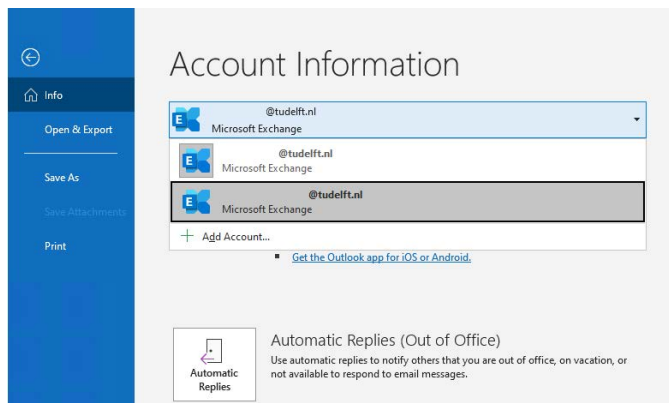 Account Information
Info
Open & Export
Save As
Save Attachments
Print
@tudelft.nl
Microsoft Exchange
@tudelft.nl
Microsoft Exchange
@tudelft.nl
Microsoft Exchange
Add Account...
Get the Outlook app for iOS or Android.
Automatic
Replies
Automatic Replies (Out of Office)
Use automatic replies to notify others that you are out of office, on vacation, or
not available to respond to email messages.